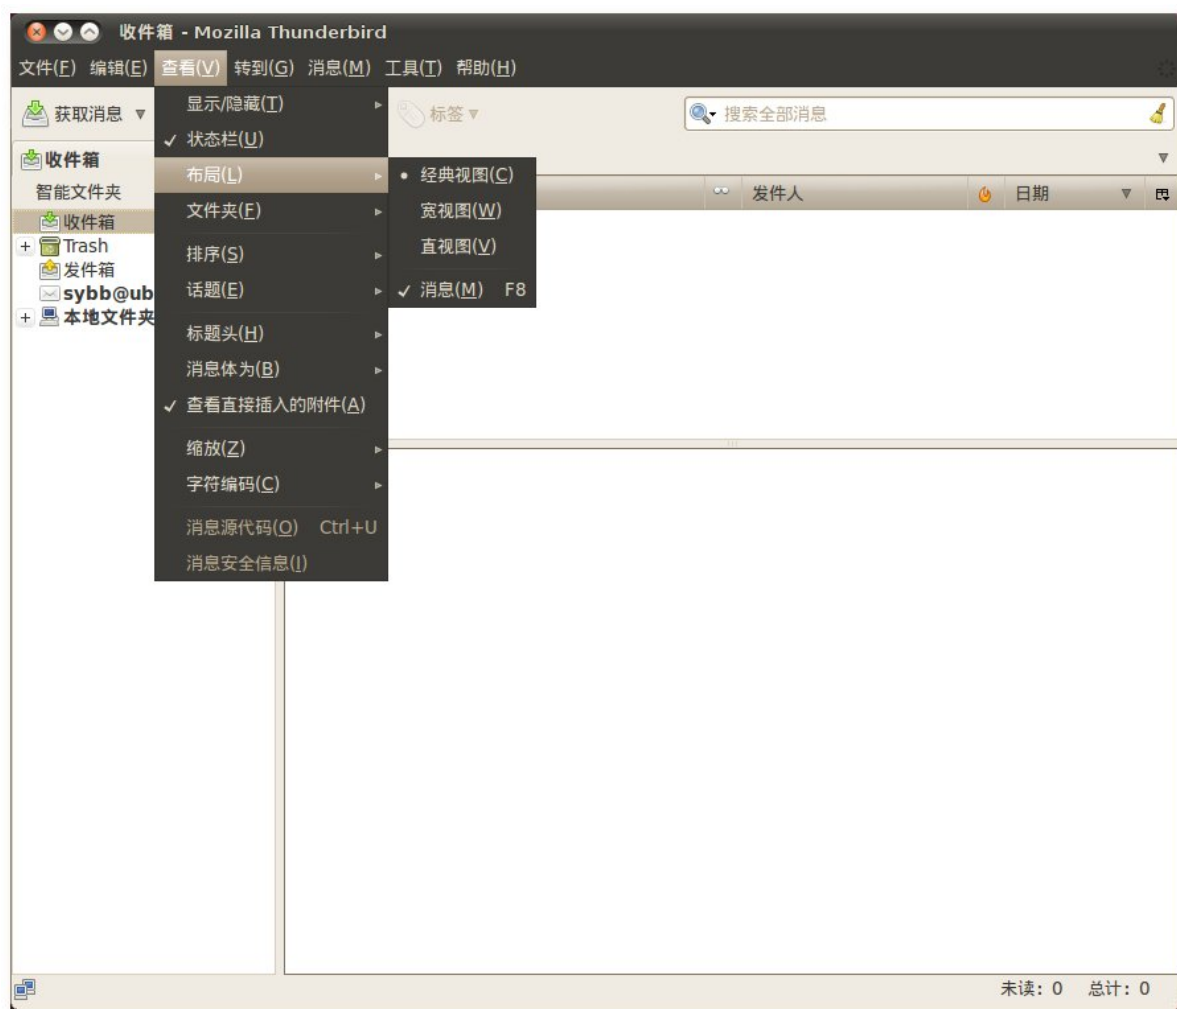 收件箱 - Mozilla Thunderbird
文件(F) 编辑(E) 查看(V) 转到(G) 消息(M) 工具(T) 帮助(H)
获取消息
标签
搜索全部消息
收件箱
智能文件夹
收件箱
Trash
发件箱
sybb@ub
本地文件夹
显示/隐藏(T)
状态栏(U)
布局(L)
文件夹(F)
排序(S)
话题(E)
标题头(H)
消息体为(B)
查看直接插入的附件(A)
缩放(Z)
字符编码(C)
消息源代码(O) Ctrl+U
消息安全信息(I)
经典视图(C)
宽视图(W)
直视图(V)
消息(M) F8
发件人 日期
未读: 0 总计: 0